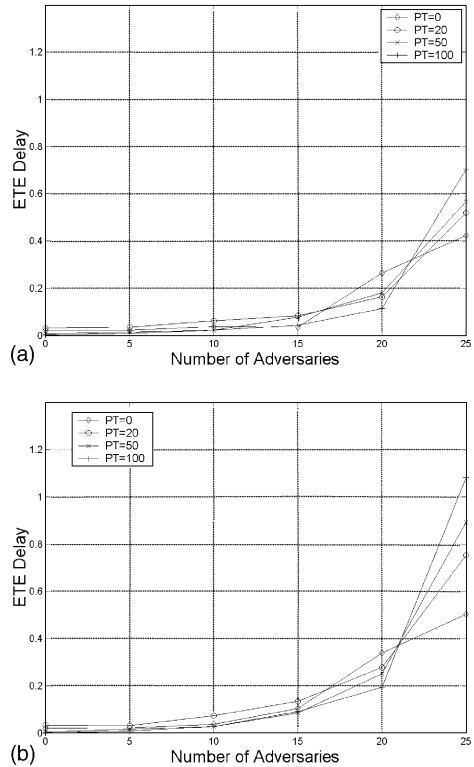 PT=0
PT=20
PT=50
PT=100
1.2
1
0.8
0.6
0.4
0.2
0
ETE Delay
0 5 10 15 20 25
Number of Adversaries
(a)
PT=0
PT=20
PT=50
PT=100
1.2
1
0.8
0.6
0.4
0.2
0
ETE Delay
0 5 10 15 20 25
Number of Adversaries
(b)